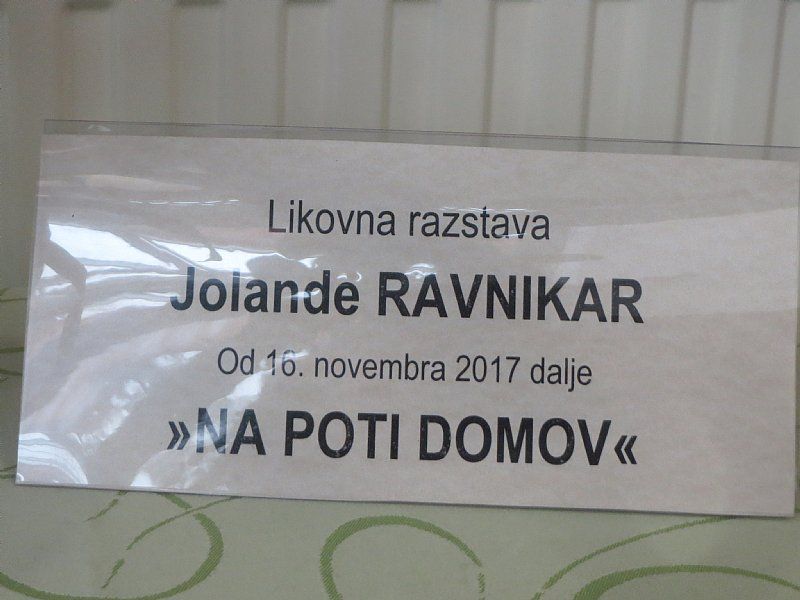 Likovna razstava
Jolande RAVNIKAR
Od 16. novembra 2017 dalje
»NA POTI DOMOV«